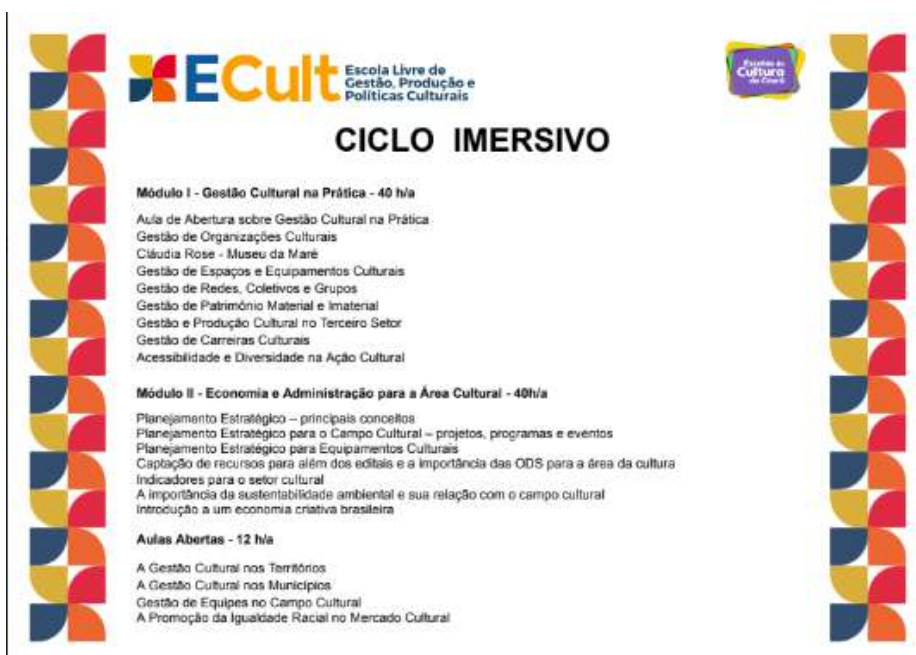 ECult
Escola Livre de
Gestão, Produção e
Políticas Culturais
Escolas da
Cultura
do Ceará
CICLO IMERSIVO
Módulo I - Gestão Cultural na Prática - 40 h/a
Aula de Abertura sobre Gestão Cultural na Prática
Gestão de Organizações Culturais
Cláudia Rose - Museu da Maré
Gestão de Espaços e Equipamentos Culturais
Gestão de Redes, Coletivos e Grupos
Gestão de Patrimônio Material e Imaterial
Gestão e Produção Cultural no Terceiro Setor
Gestão de Carreiras Culturais
Acessibilidade e Diversidade na Ação Cultural
Módulo II - Economia e Administração para a Área Cultural - 40h/a
Planejamento Estratégico – principais conceitos
Planejamento Estratégico para o Campo Cultural – projetos, programas e eventos
Planejamento Estratégico para Equipamentos Culturais
Captação de recursos para além dos editais e a importância das ODS para a área da cultura
Indicadores para o setor cultural
A importância da sustentabilidade ambiental e sua relação com o campo cultural
Introdução a um economia criativa brasileira
Aulas Abertas - 12 h/a
A Gestão Cultural nos Territórios
A Gestão Cultural nos Municípios
Gestão de Equipes no Campo Cultural
A Promoção da Igualdade Racial no Mercado Cultural